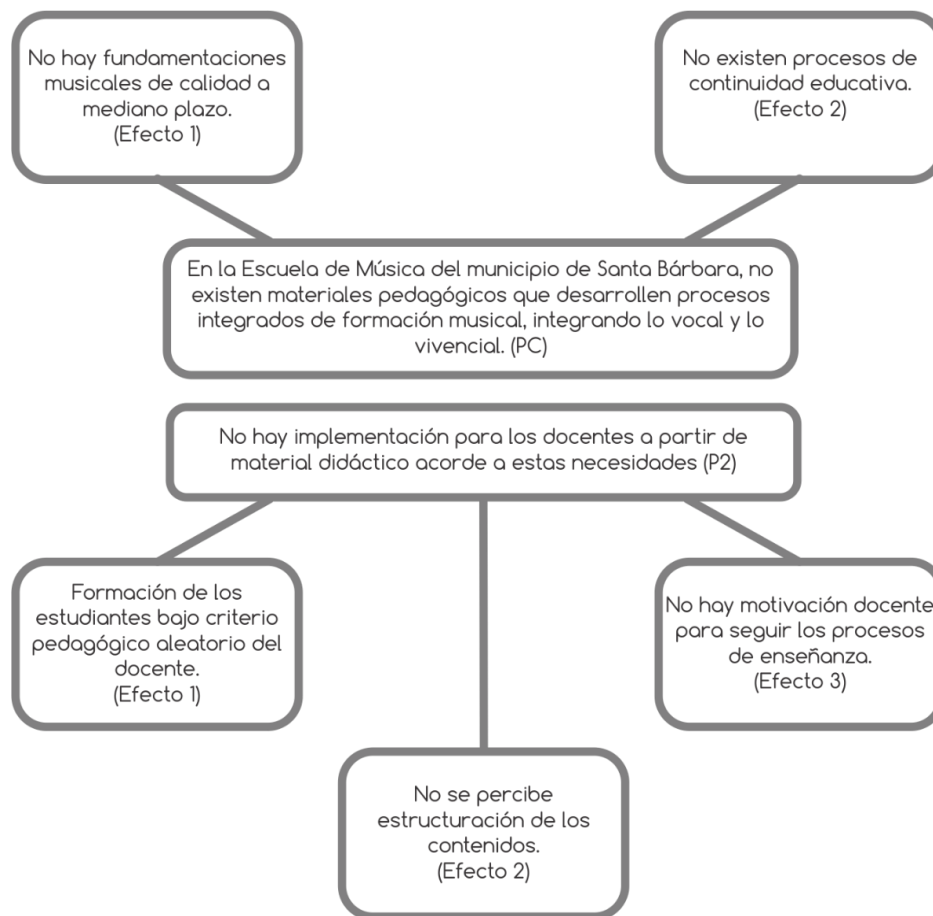 No hay fundamentaciones
musicales de calidad a
mediano plazo.
(Efecto 1)
No existen procesos de
continuidad educativa.
(Efecto 2)
En la Escuela de Música del municipio de Santa Bárbara, no
existen materiales pedagógicos que desarrollen procesos
integrados de formación musical, integrando lo vocal y lo
vivencial. (PC)
No hay implementación para los docentes a partir de
material didáctico acorde a estas necesidades (P2)
Formación de los
estudiantes bajo criterio
pedagógico aleatorio del
docente.
(Efecto 1)
No hay motivación docente
para seguir los procesos
de enseñanza.
(Efecto 3)
No se percibe
estructuración de los
contenidos.
(Efecto 2)